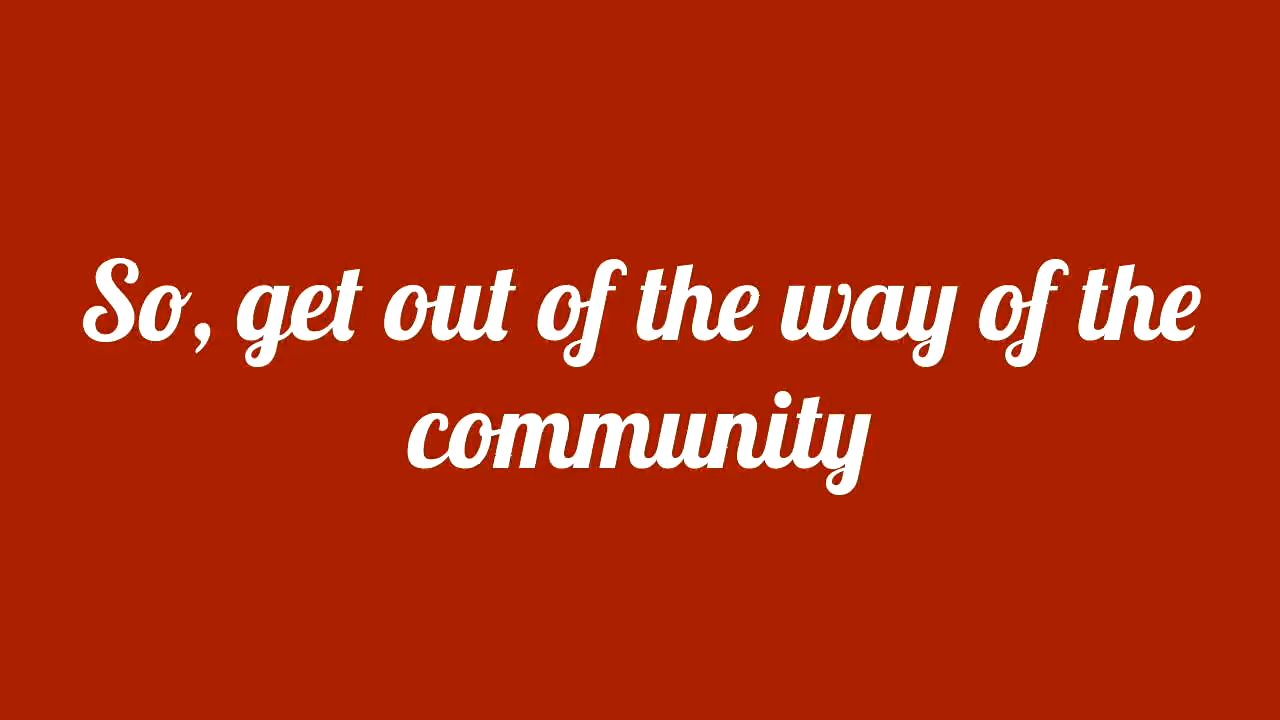 So, get out of the way of the
community